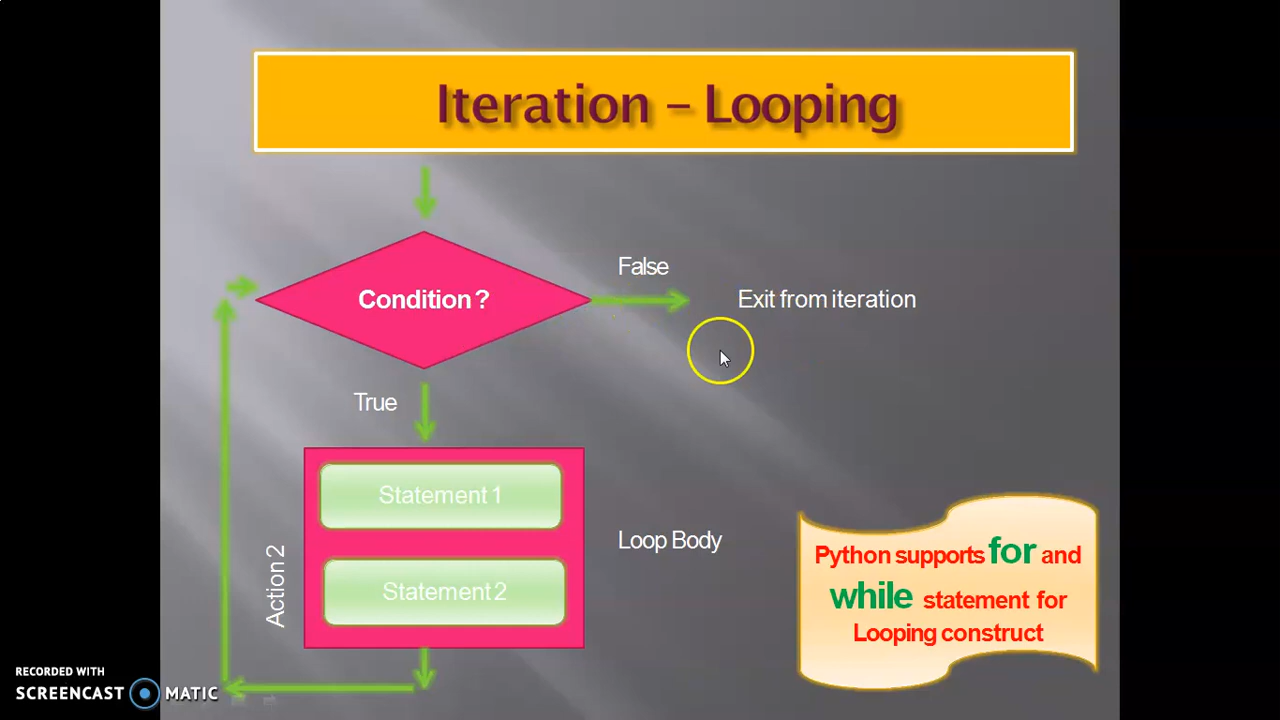 Iteration – Looping
False
Condition ?
Exit from iteration
True
Statement 1
Action 2
Loop Body
Statement 2
Python supports for and
while statement for
Looping construct
RECORDED WITH
SCREENCAST MATIC